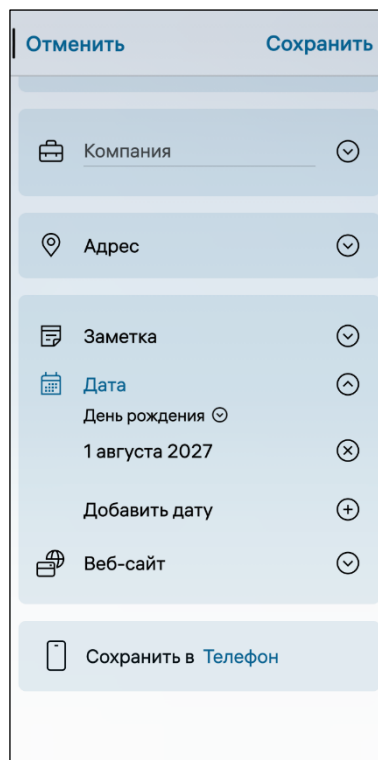 Отменить Сохранить
Компания
Адрес
Заметка
Дата
День рождения
1 августа 2027
Добавить дату
Веб-сайт
Сохранить в Телефон